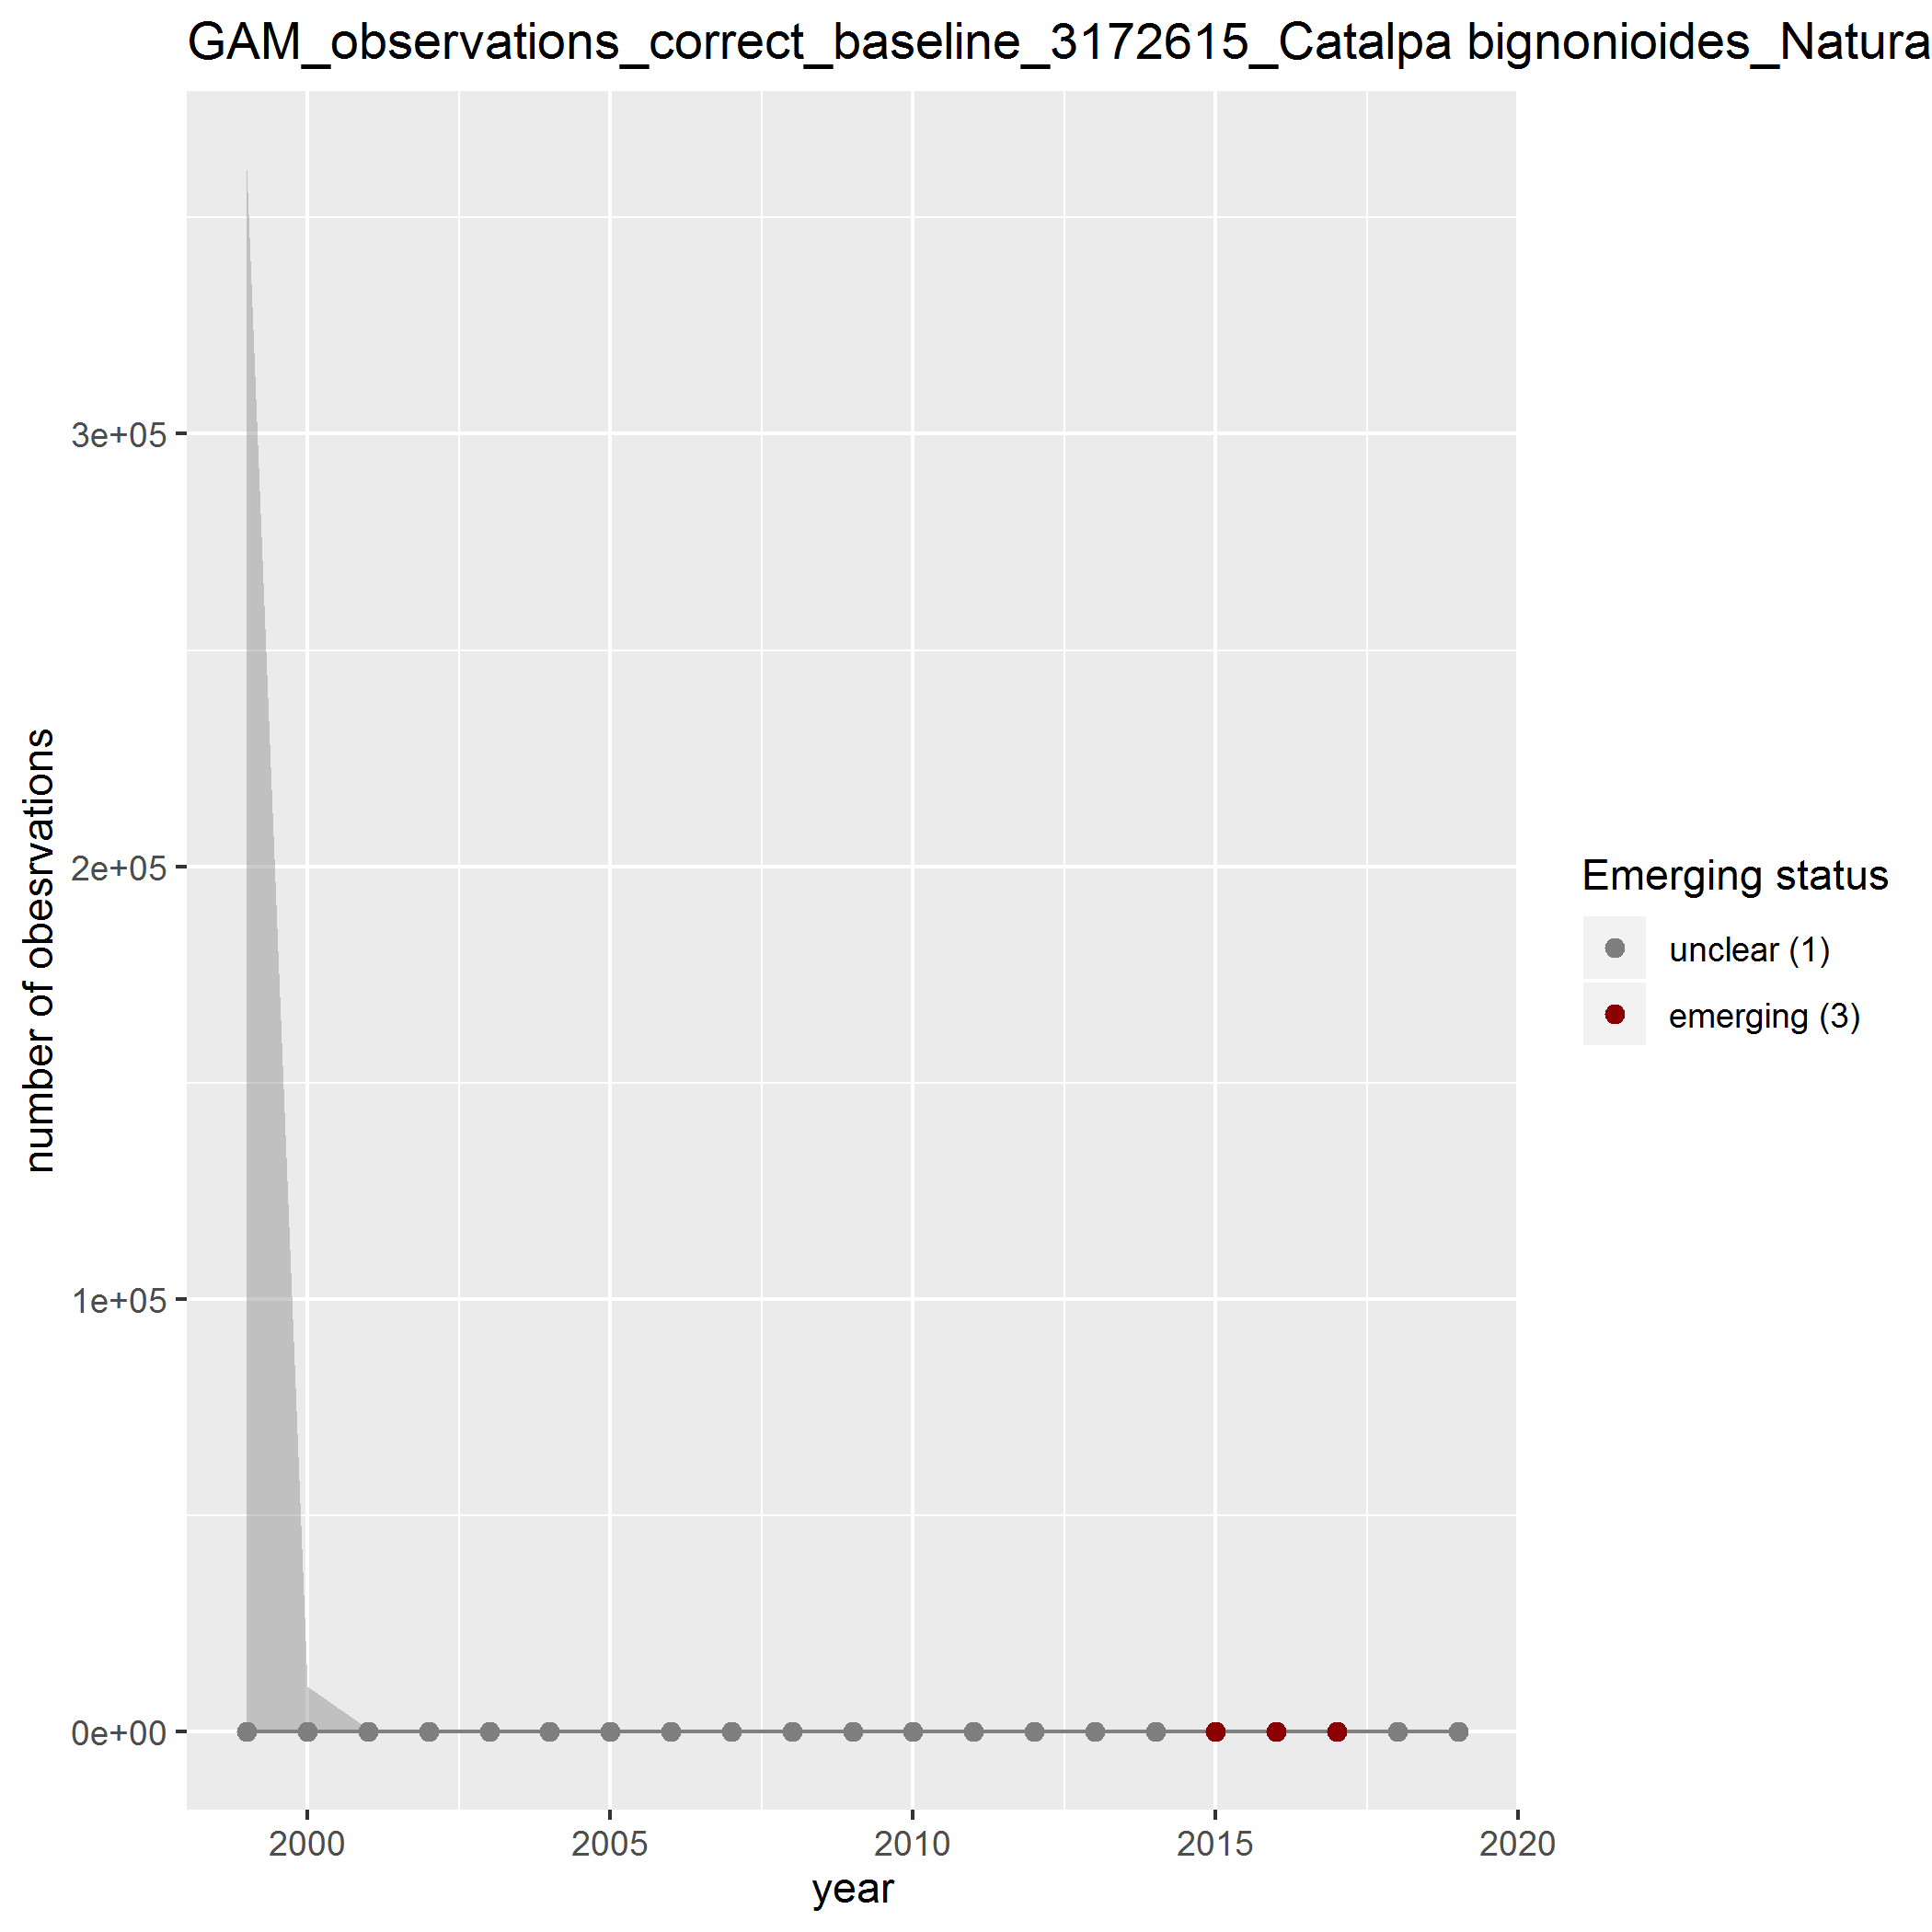 GAM_observations_correct_baseline_3172615_Catalpa bignonioides_Natura
number of obesrvations
3e+05
2e+05
1e+05
0e+00
2000
2005
2010
2015
2020
year
Emerging status
unclear (1)
emerging (3)